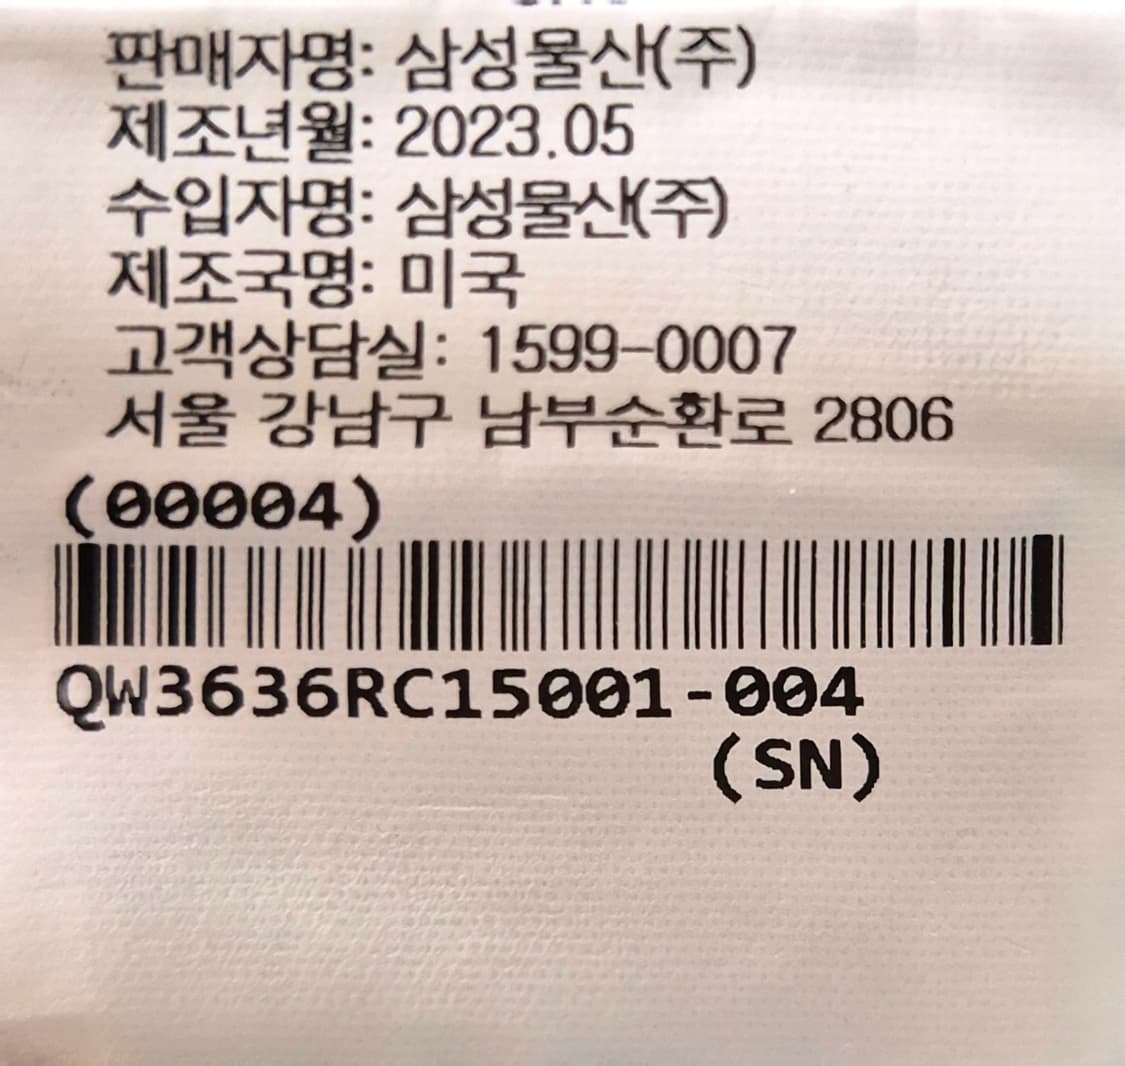 판매자명: 삼성물산(주)
제조년월: 2023.05
수입자명: 삼성물산(주)
제조국명: 미국
고객상담실: 1599-0007
서울 강남구 남부순환로 2806
(00004)
QW3636RC15001-004
(SN)